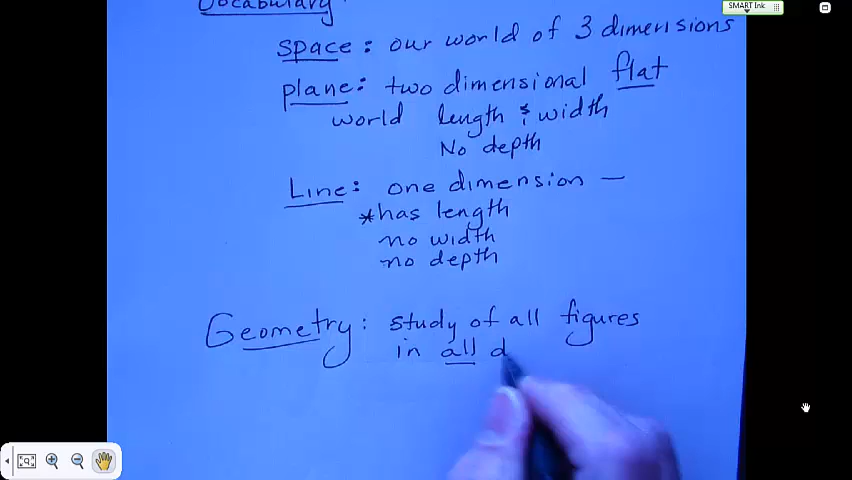 Vocabulary:
SMART Ink
space: our world of 3 dimensions
plane: two dimensional flat
world length & width
No depth
Line: one dimension —
*has length
no width
no depth
Geometry: study of all figures
in all d